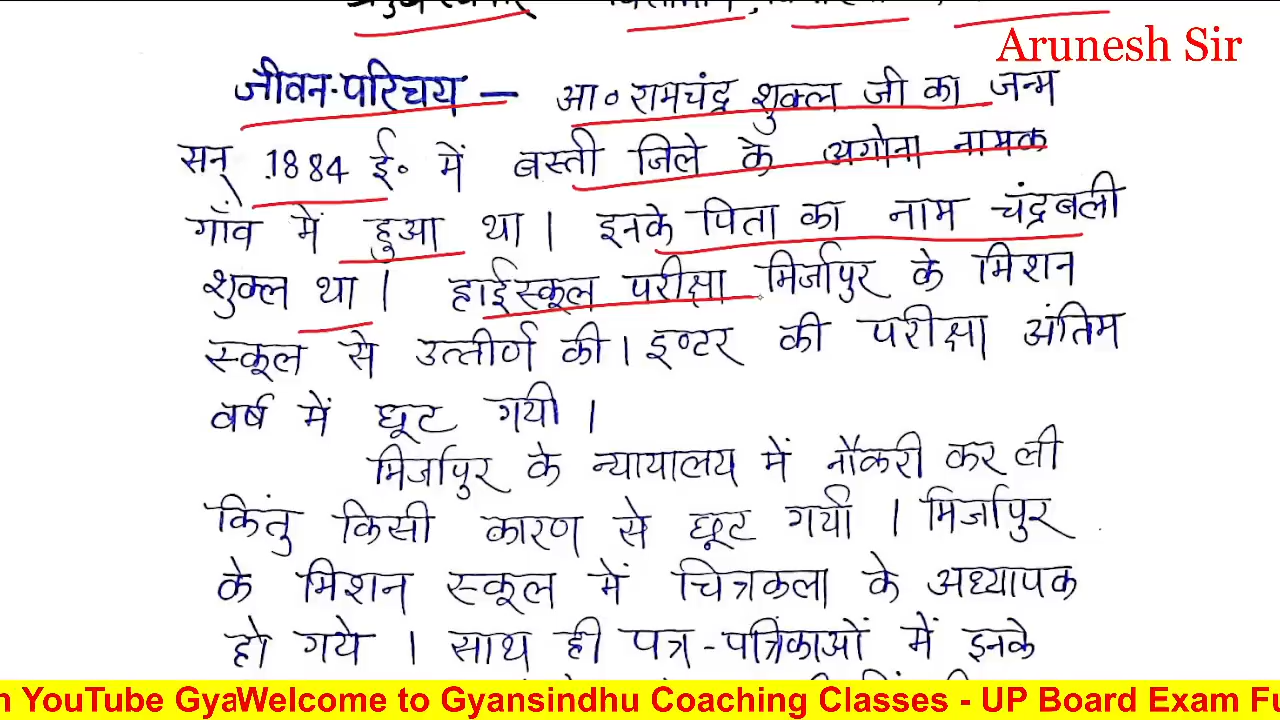 Arunesh Sir
जीवन-परिचय – आ० रामचंद्र शुक्ल जी का जन्म
सन् 1884 ई० में बस्ती जिले के अगोना नामक
गाँव में हुआ था। इनके पिता का नाम चंद्रबली
शुक्ल था। हाईस्कूल परीक्षा मिर्जापुर के मिशन
स्कूल से उत्तीर्ण की। इण्टर की परीक्षा अंतिम
वर्ष में छूट गयी।
मिर्जापुर के न्यायालय में नौकरी कर ली
किंतु किसी कारण से छूट गयी। मिर्जापुर
के मिशन स्कूल में चित्रकला के अध्यापक
हो गये। साथ ही पत्र-पत्रिकाओं में इनके
n YouTube GyaWelcome to Gyansindhu Coaching Classes - UP Board Exam Fu